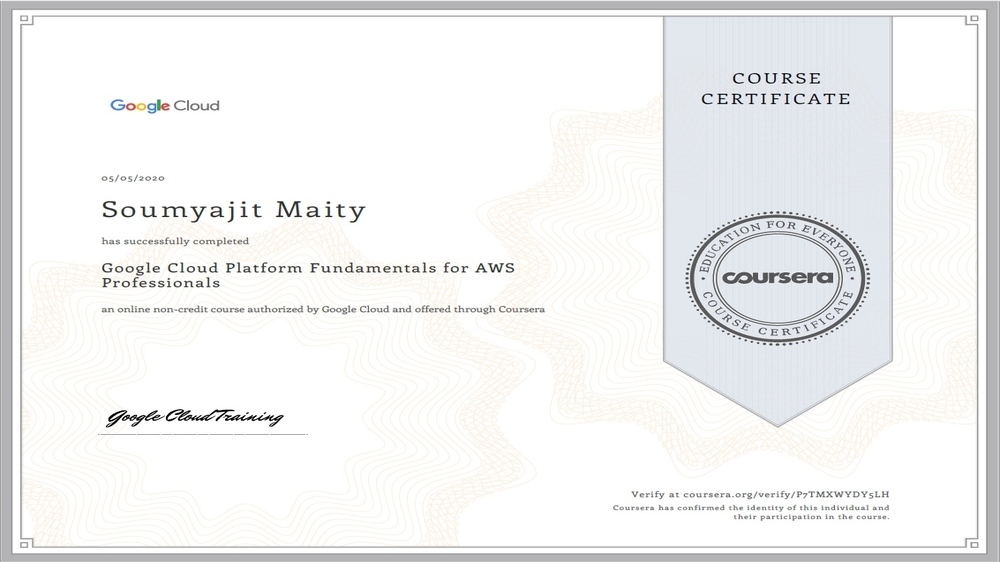 Google Cloud
COURSE
CERTIFICATE
05/05/2020
Soumyajit Maity
has successfully completed
Google Cloud Platform Fundamentals for AWS
Professionals
an online non-credit course authorized by Google Cloud and offered through Coursera
EDUCATION FOR EVERYONE
coursera
COURSE CERTIFICATE
Google Cloud Training
Verify at coursera.org/verify/P7TMXWYDY5LH
Coursera has confirmed the identity of this individual and
their participation in the course.